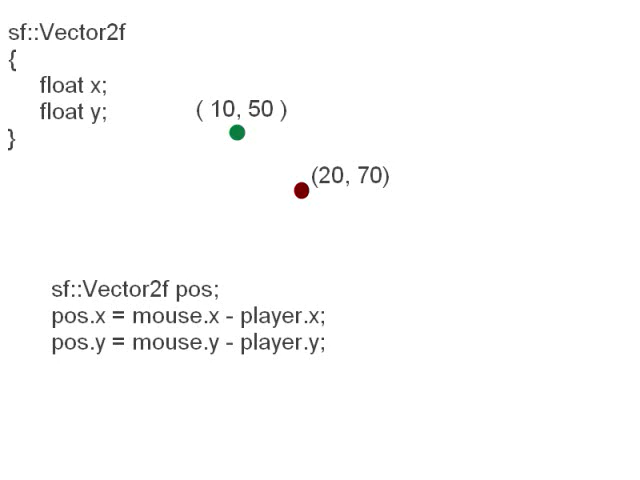 sf::Vector2f
{
float x;
float y;
( 10, 50 )
}
(20, 70)
sf::Vector2f pos;
pos.x = mouse.x - player.x;
pos.y = mouse.y - player.y;